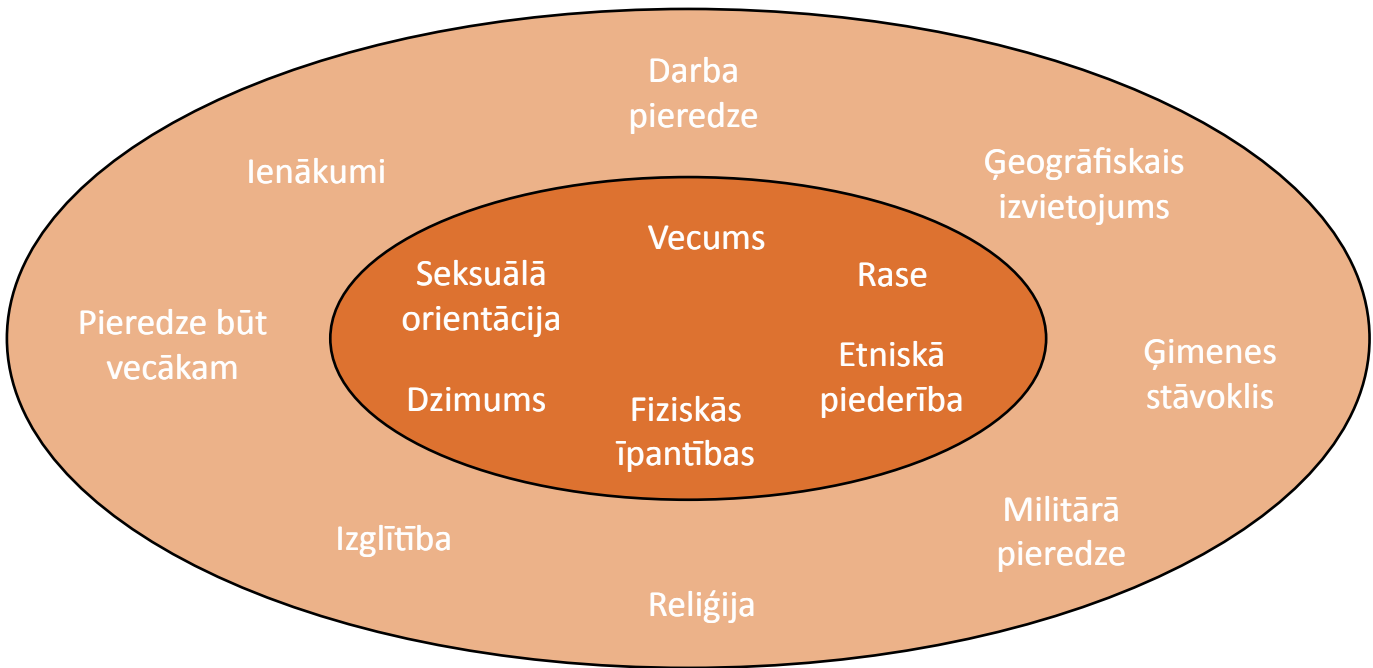 Darba
pieredze
Ienākumi
Ģeogrāfiskais
izvietojums
Vecums
Seksuālā
orientācija
Rase
Pieredze būt
vecākam
Etniskā
piederība
Ģimenes
stāvoklis
Dzimums
Fiziskās
īpantības
Izglītība
Militārā
pieredze
Reliģija